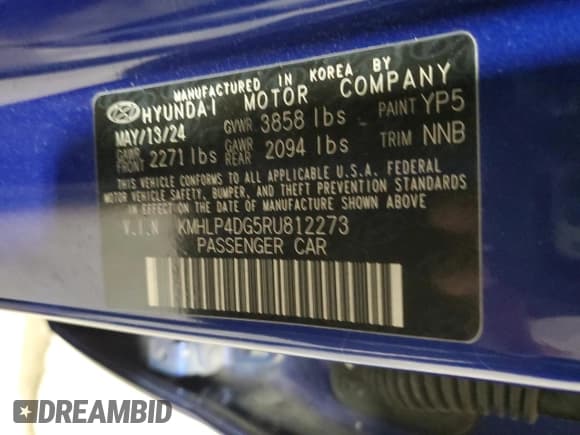 MANUFACTURED IN KOREA BY
HYUNDAI MOTOR COMPANY
MAY/13/24 GVWR 3858 lbs PAINT YP5
GAWR FRONT 2271 lbs GAWR REAR 2094 lbs TRIM NNB
THIS VEHICLE CONFORMS TO ALL APPLICABLE U.S.A. FEDERAL
MOTOR VEHICLE SAFETY, BUMPER, AND THEFT PREVENTION STANDARDS
IN EFFECT ON THE DATE OF MANUFACTURE SHOWN ABOVE
V.I.N KMHLP4DG5RU812273
PASSENGER CAR
DREAMBID